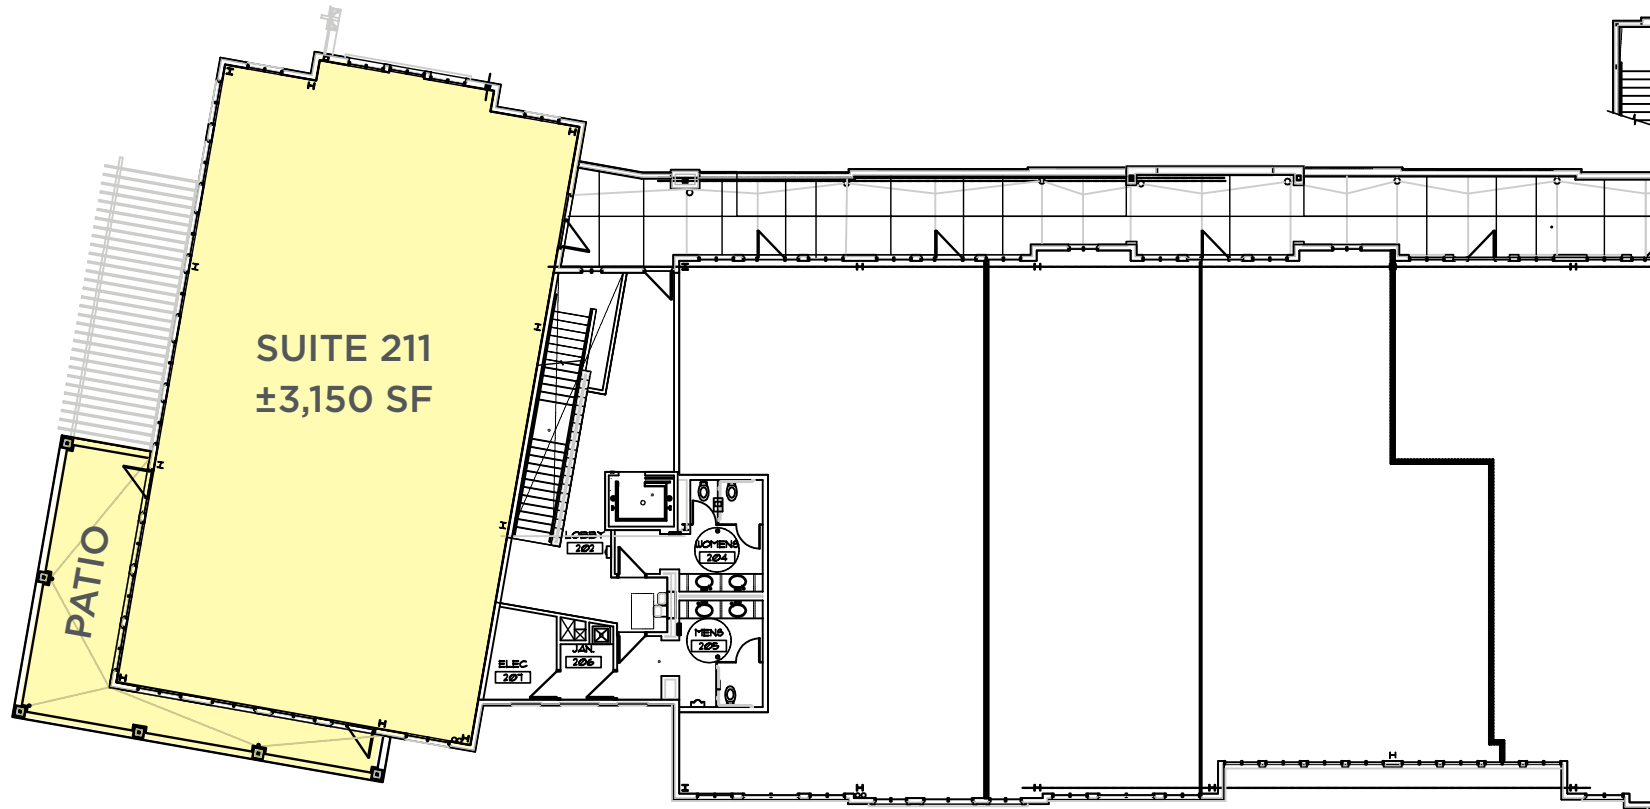 SUITE 211
±3,150 SF
PATIO
LOBBY
202
WOMENS
204
MENS
205
JAN.
206
ELEC
207